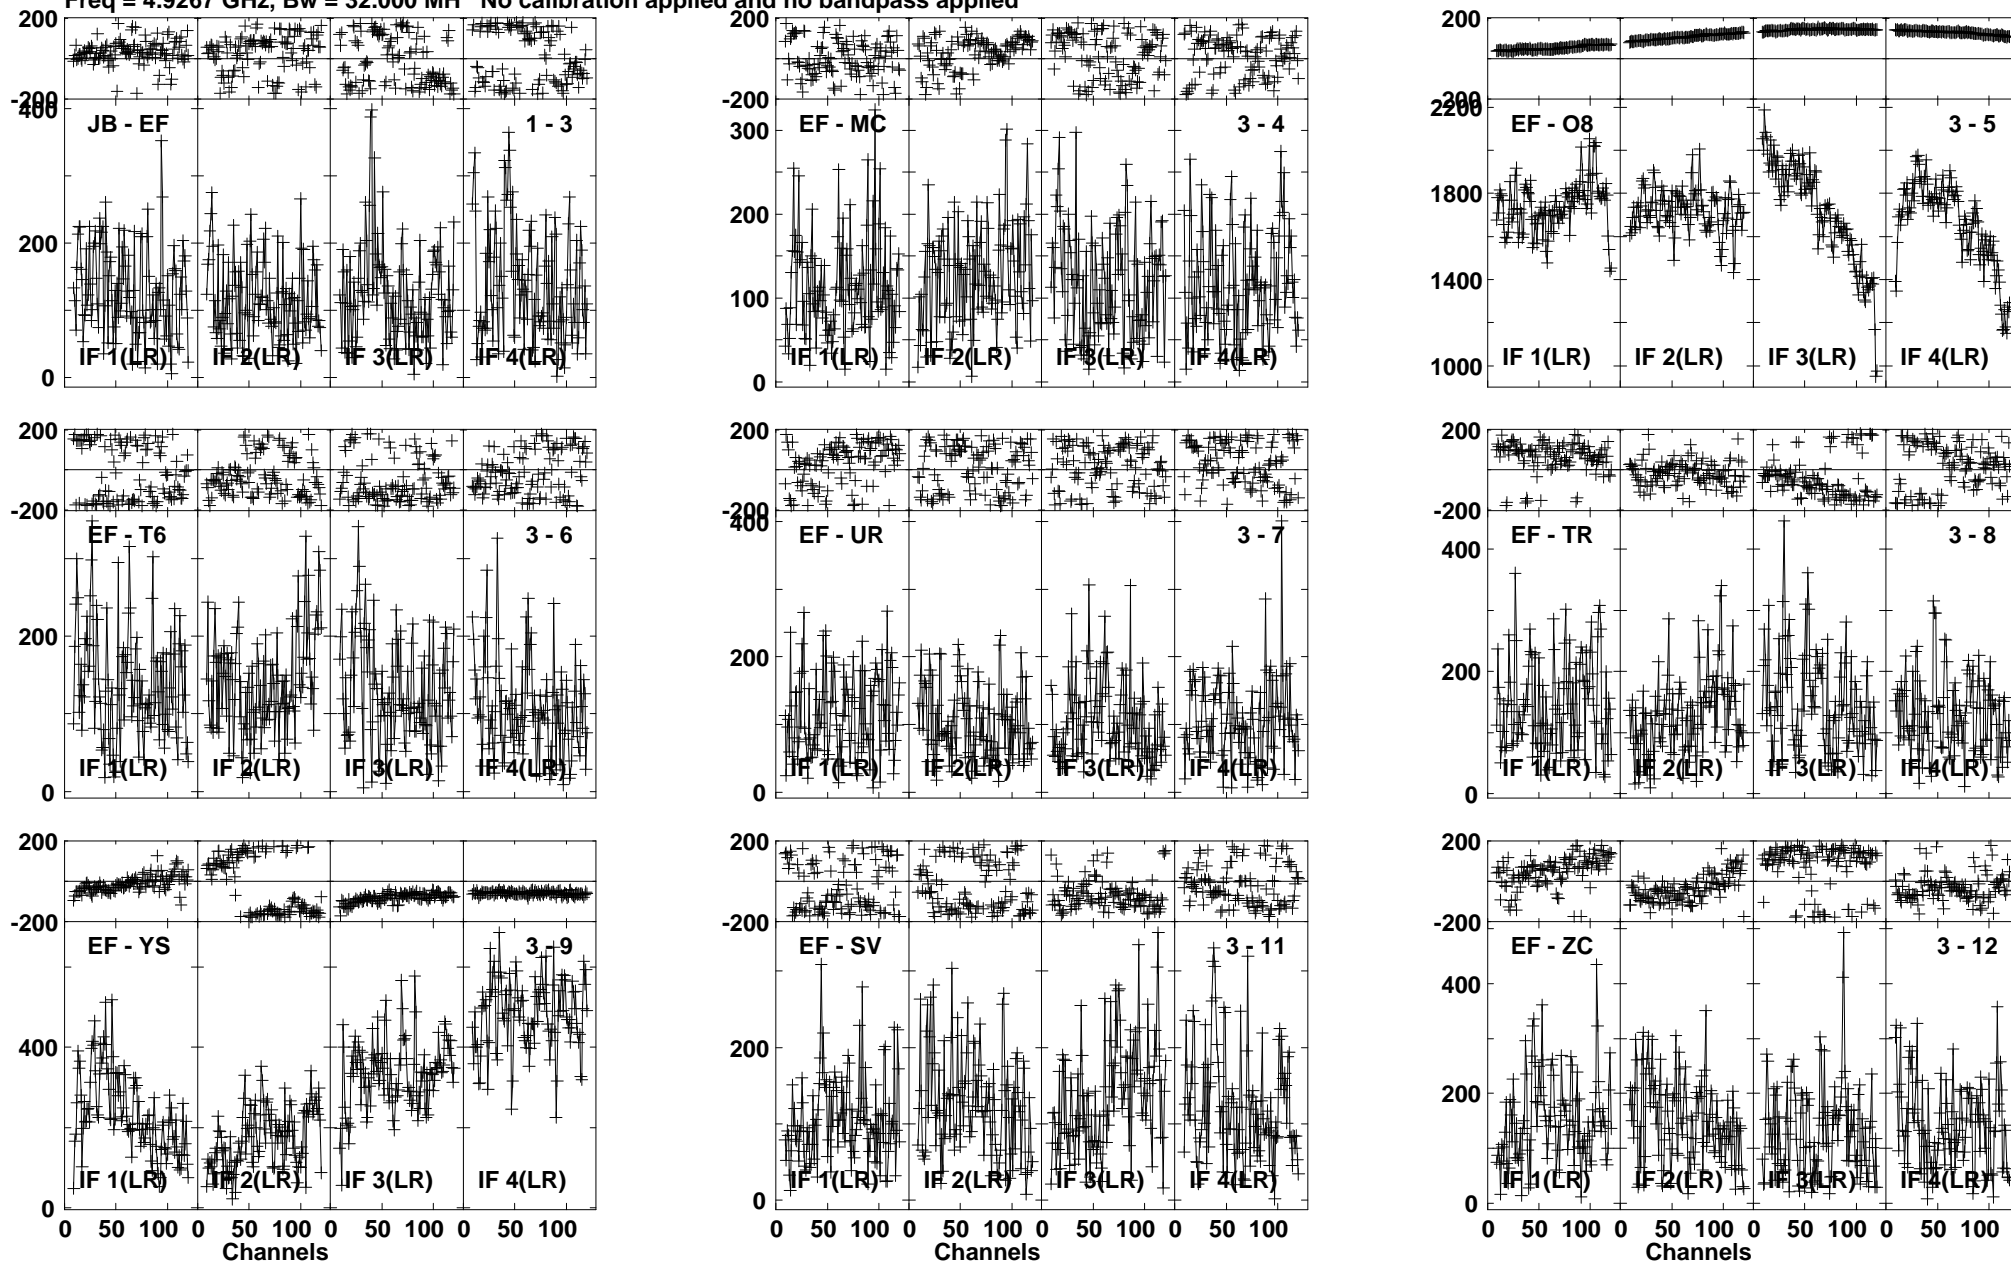 Freq = 4.9267 GHz, Bw = 32.000 MH No calibration applied and no bandpass applied
200
-200
400
200
0
JB - EF
1 - 3
IF 1(LR) IF 2(LR) IF 3(LR) IF 4(LR)
200
-200
300
200
100
0
EF - MC
3 - 4
IF 1(LR) IF 2(LR) IF 3(LR) IF 4(LR)
200
-200
2200
1800
1400
1000
EF - O8
3 - 5
IF 1(LR) IF 2(LR) IF 3(LR) IF 4(LR)
200
-200
200
0
EF - T6
3 - 6
IF 1(LR) IF 2(LR) IF 3(LR) IF 4(LR)
200
-200
400
200
0
EF - UR
3 - 7
IF 1(LR) IF 2(LR) IF 3(LR) IF 4(LR)
200
-200
400
200
0
EF - TR
3 - 8
IF 1(LR) IF 2(LR) IF 3(LR) IF 4(LR)
200
-200
400
0
EF - YS
3 - 9
IF 1(LR) IF 2(LR) IF 3(LR) IF 4(LR)
0 50 100 0 50 100 0 50 100 0 50 100
Channels
200
-200
200
0
EF - SV
3 - 11
IF 1(LR) IF 2(LR) IF 3(LR) IF 4(LR)
0 50 100 0 50 100 0 50 100 0 50 100
Channels
200
-200
400
200
0
EF - ZC
3 - 12
IF 1(LR) IF 2(LR) IF 3(LR) IF 4(LR)
0 50 100 0 50 100 0 50 100 0 50 100
Channels